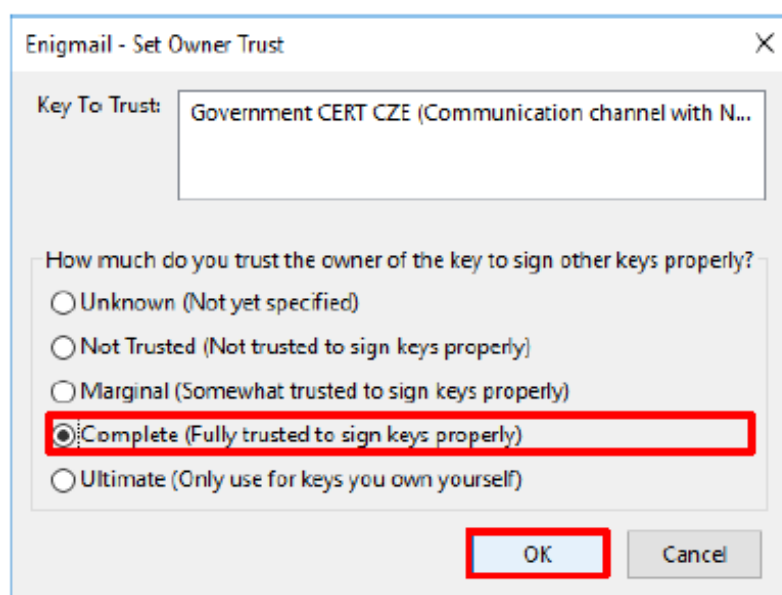 Enigmail - Set Owner Trust
Key To Trust:
Government CERT CZE (Communication channel with N...
How much do you trust the owner of the key to sign other keys properly?
Unknown (Not yet specified)
Not Trusted (Not trusted to sign keys properly)
Marginal (Somewhat trusted to sign keys properly)
Complete (Fully trusted to sign keys properly)
Ultimate (Only use for keys you own yourself)
OK
Cancel